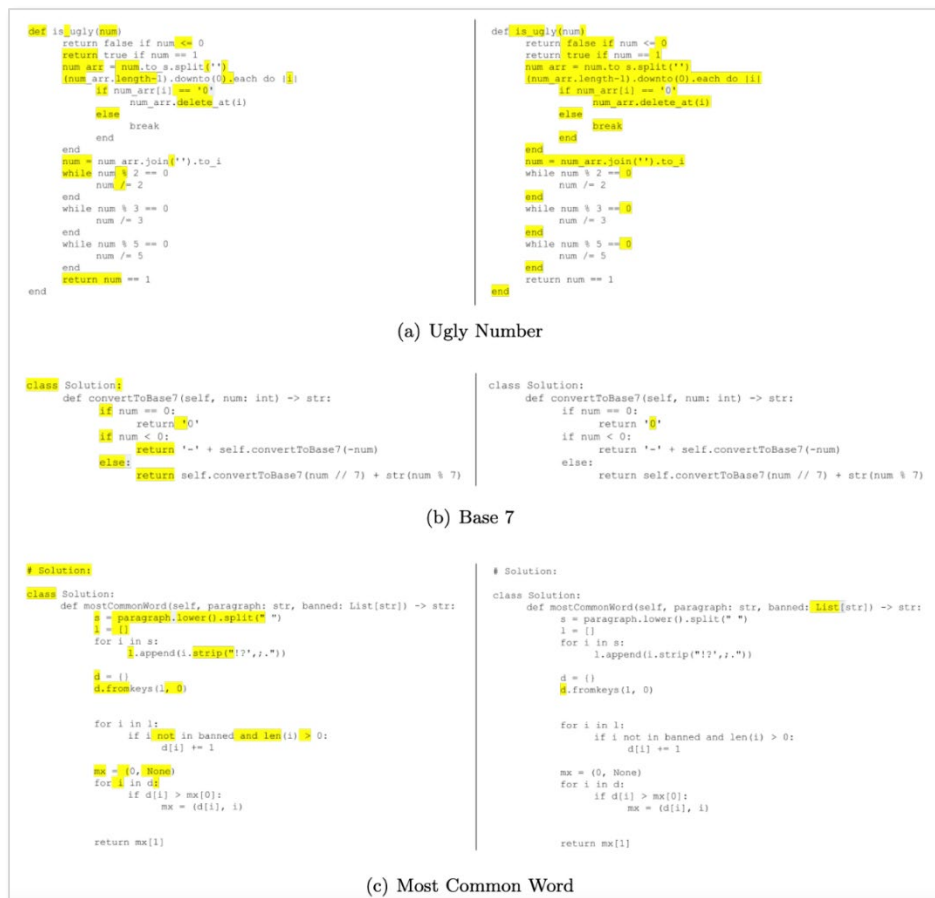 def is_ugly(num)
return false if num <= 0
return true if num == 1
num_arr = num.to_s.split('')
(num_arr.length-1).downto(0).each do |i|
if num_arr[i] == '0'
num_arr.delete_at(i)
else
break
end
end
num = num_arr.join('').to_i
while num % 2 == 0
num /= 2
end
while num % 3 == 0
num /= 3
end
while num % 5 == 0
num /= 5
end
return num == 1
end
def is_ugly(num)
return false if num <= 0
return true if num == 1
num_arr = num.to_s.split('')
(num_arr.length-1).downto(0).each do |i|
if num_arr[i] == '0'
num_arr.delete_at(i)
else
break
end
end
num = num_arr.join('').to_i
while num % 2 == 0
num /= 2
end
while num % 3 == 0
num /= 3
end
while num % 5 == 0
num /= 5
end
return num == 1
end
(a) Ugly Number
class Solution:
def convertToBase7(self, num: int) -> str:
if num == 0:
return '0'
if num < 0:
return '-' + self.convertToBase7(-num)
else:
return self.convertToBase7(num // 7) + str(num % 7)
class Solution:
def convertToBase7(self, num: int) -> str:
if num == 0:
return '0'
if num < 0:
return '-' + self.convertToBase7(-num)
else:
return self.convertToBase7(num // 7) + str(num % 7)
(b) Base 7
# Solution:
class Solution:
def mostCommonWord(self, paragraph: str, banned: List[str]) -> str:
s = paragraph.lower().split(" ")
l = []
for i in s:
l.append(i.strip("!?',;."))
d = {}
d.fromkeys(l, 0)
for i in l:
if i not in banned and len(i) > 0:
d[i] += 1
mx = (0, None)
for i in d:
if d[i] > mx[0]:
mx = (d[i], i)
return mx[1]
# Solution:
class Solution:
def mostCommonWord(self, paragraph: str, banned: List[str]) -> str:
s = paragraph.lower().split(" ")
l = []
for i in s:
l.append(i.strip("!?',;."))
d = {}
d.fromkeys(l, 0)
for i in l:
if i not in banned and len(i) > 0:
d[i] += 1
mx = (0, None)
for i in d:
if d[i] > mx[0]:
mx = (d[i], i)
return mx[1]
(c) Most Common Word